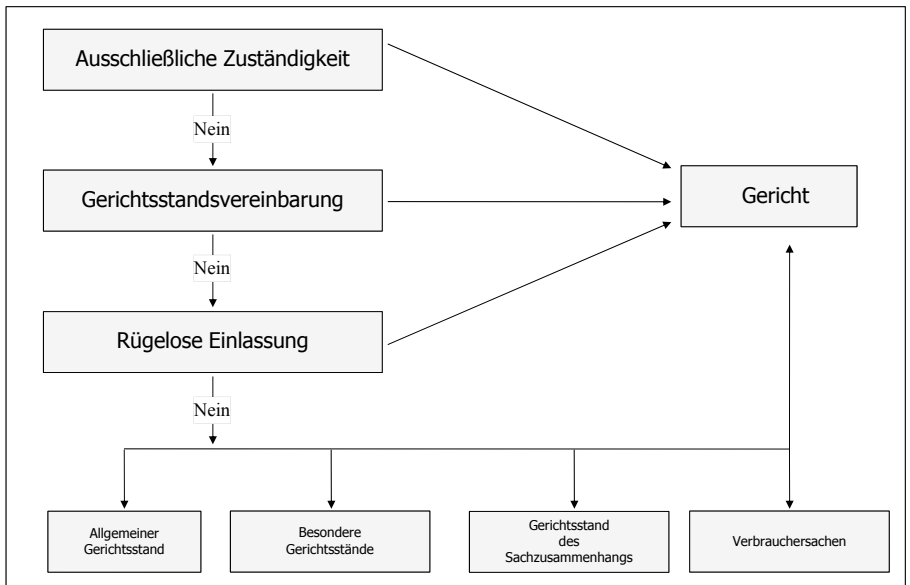 Ausschließliche Zuständigkeit
Nein
Gerichtsstandsvereinbarung
Gericht
Nein
Rügelose Einlassung
Nein
Allgemeiner
Gerichtsstand
Besondere
Gerichtsstände
Gerichtsstand
des
Sachzusammenhangs
Verbrauchersachen